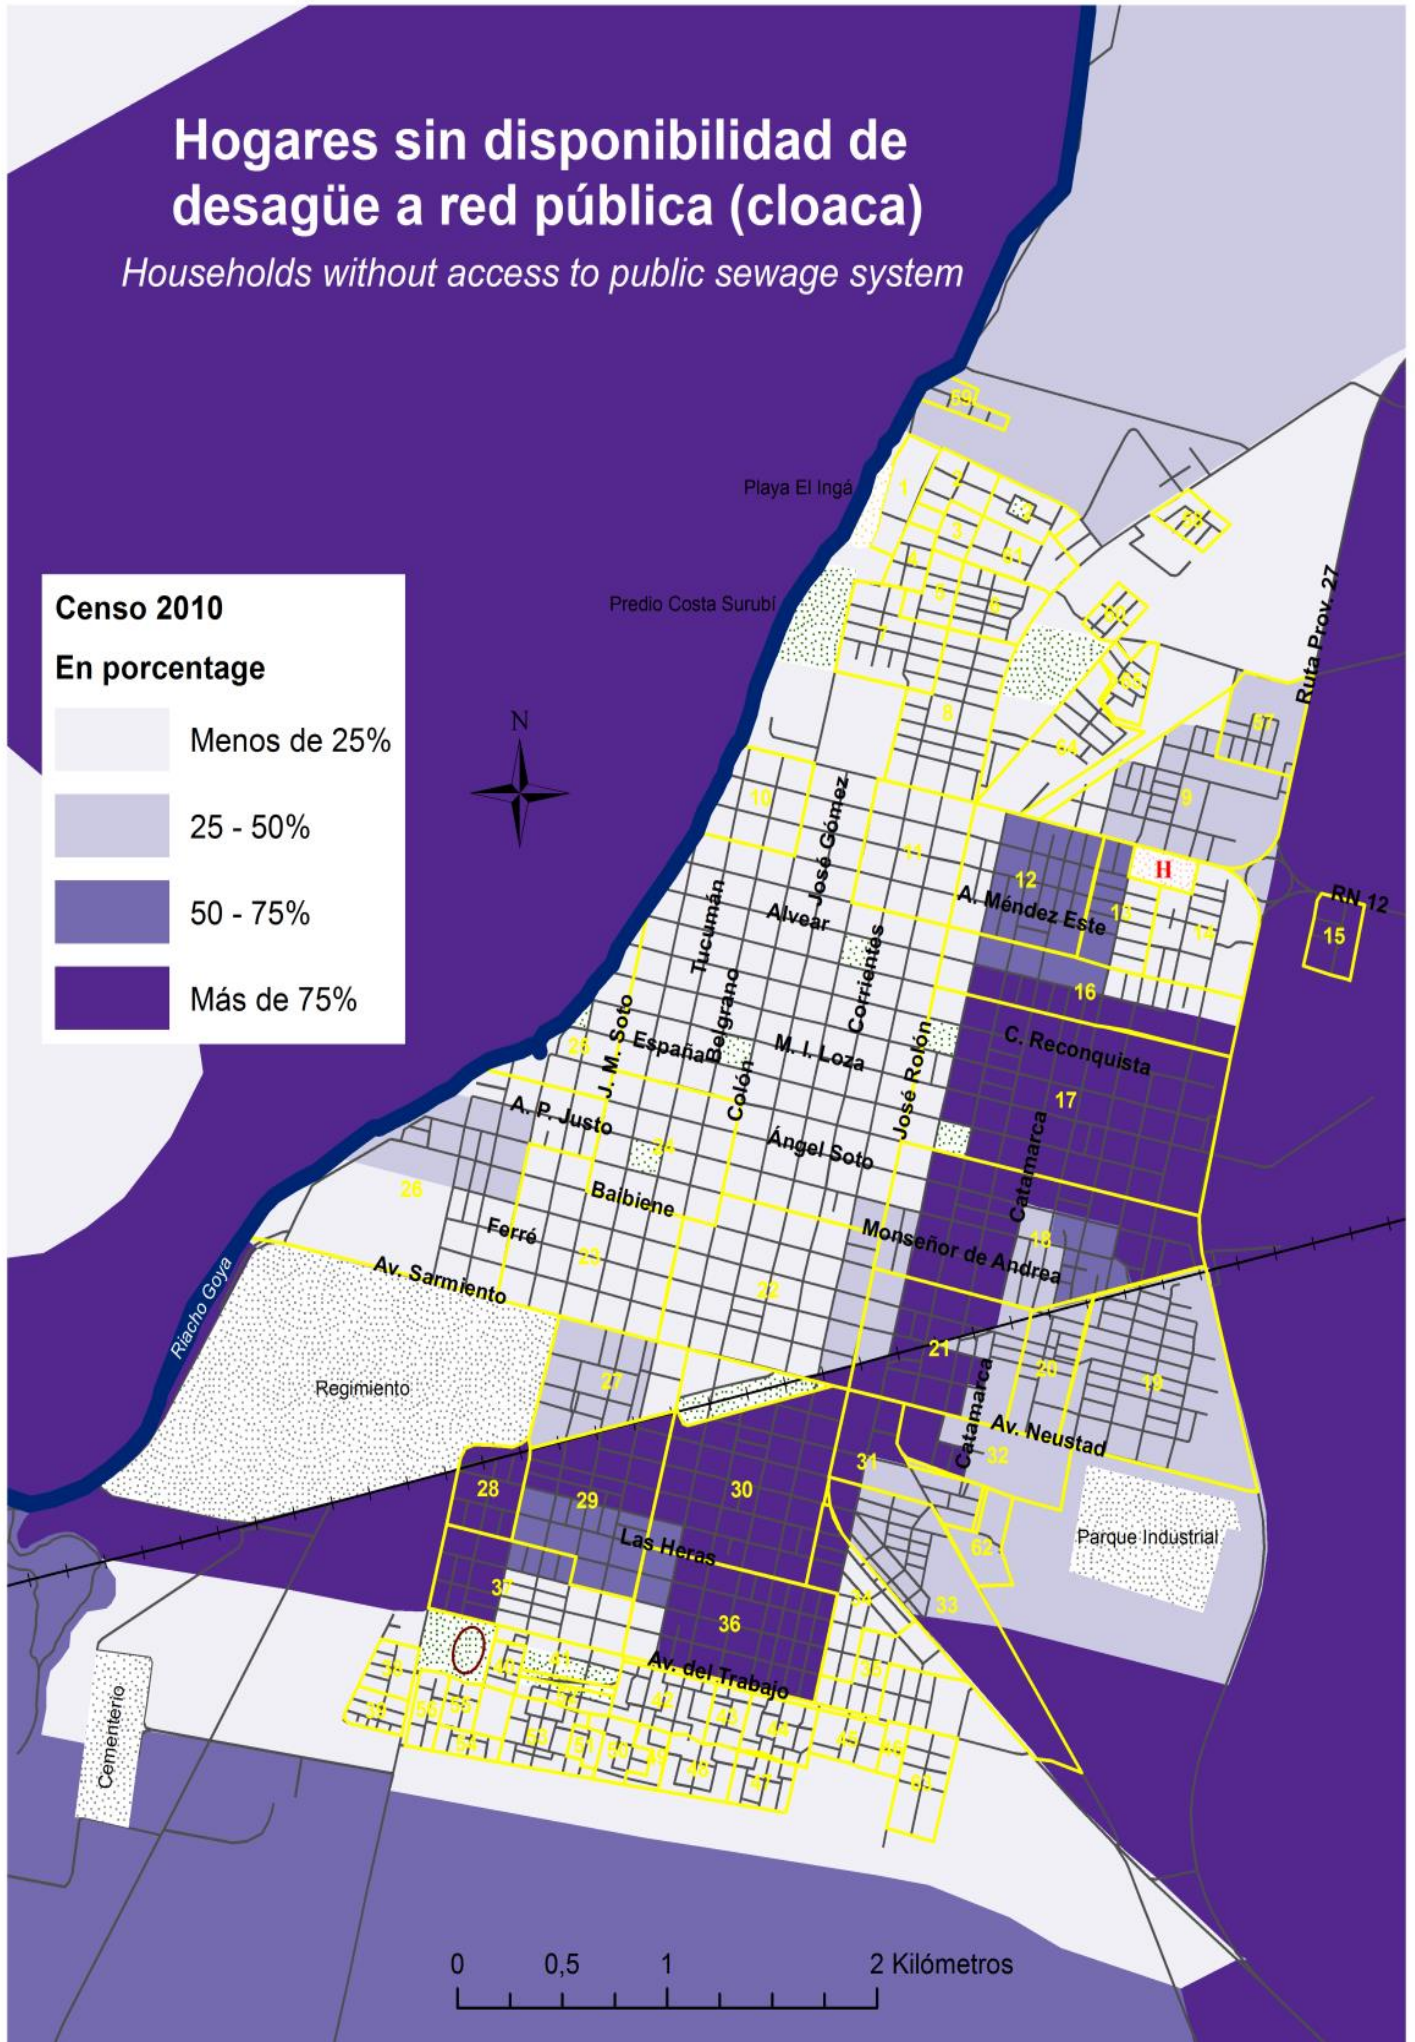 Hogares sin disponibilidad de
desagüe a red pública (cloaca)
Households without access to public sewage system
Censo 2010
En porcentage
Menos de 25%
25 - 50%
50 - 75%
Más de 75%
N
Playa El Ingá
Predio Costa Surubí
Ruta Prov. 27
RN 12
H
José Gómez
Tucumán
Alvear
A. Méndez Este
Corrientes
Belgrano
J. M. Soto
España
M. I. Loza
Colón
José Rolón
C. Reconquista
A. P. Justo
Ángel Soto
Catamarca
Baibiene
Ferré
Monseñor de Andrea
Av. Sarmiento
Riacho Goya
Regimiento
Catamarca
Av. Neustad
Parque Industrial
Las Heras
Av. del Trabajo
Cementerio
59
1
2
3
61
58
4
5
6
7
60
65
8
64
57
9
10
11
12
13
14
15
16
17
18
19
20
21
22
23
24
25
26
27
28
29
30
31
32
62
33
34
35
36
37
38
39
40
41
42
43
44
45
46
63
47
48
49
50
51
53
54
55
56
0 0,5 1 2 Kilómetros